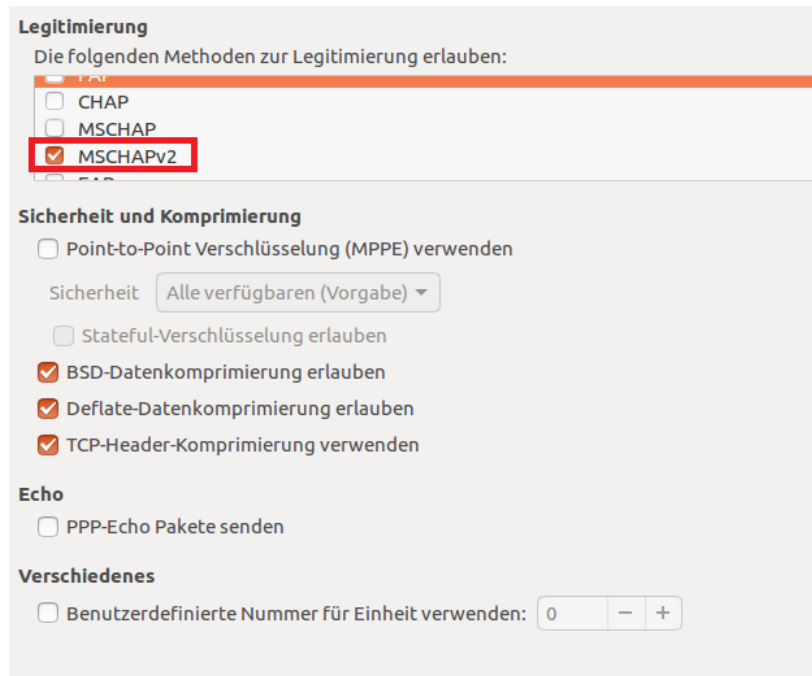 Legitimierung
Die folgenden Methoden zur Legitimierung erlauben:
CHAP
MSCHAP
MSCHAPv2
Sicherheit und Komprimierung
Point-to-Point Verschlüsselung (MPPE) verwenden
Sicherheit Alle verfügbaren (Vorgabe)
Stateful-Verschlüsselung erlauben
BSD-Datenkomprimierung erlauben
Deflate-Datenkomprimierung erlauben
TCP-Header-Komprimierung verwenden
Echo
PPP-Echo Pakete senden
Verschiedenes
Benutzerdefinierte Nummer für Einheit verwenden: 0 − +